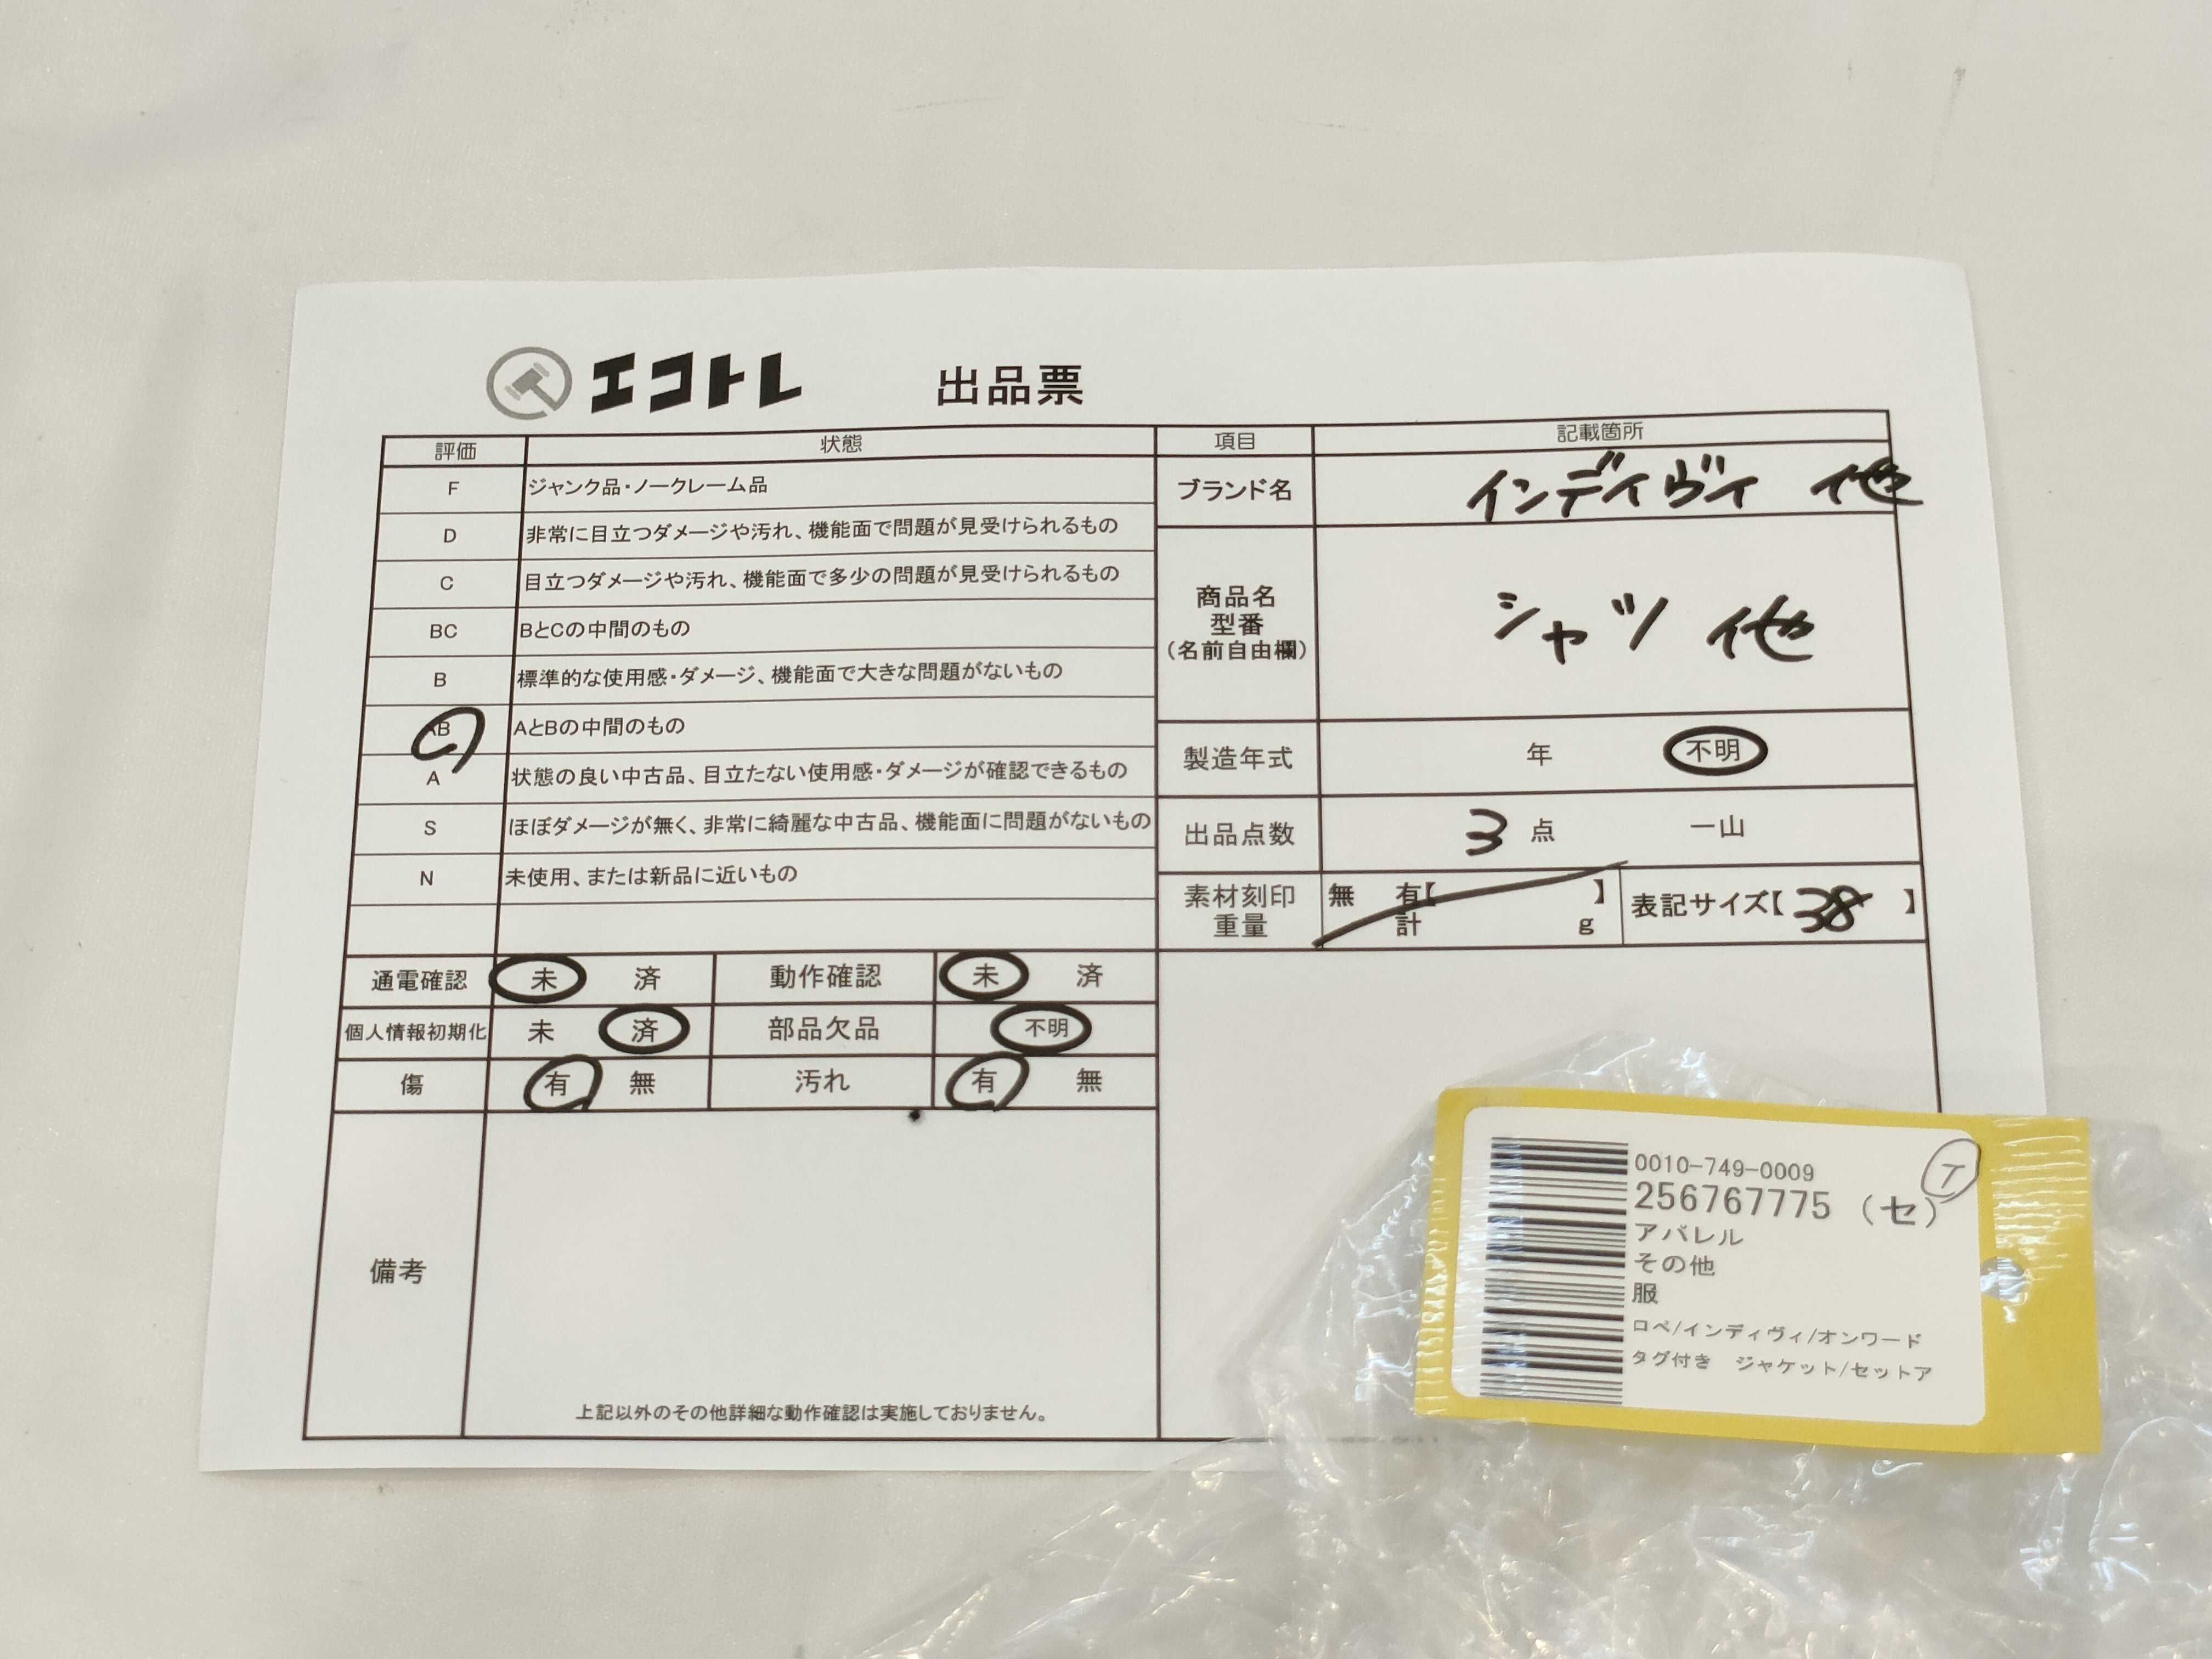 エコトレ 出品票
評価 状態 項目 記載箇所
F ジャンク品・ノークレーム品
D 非常に目立つダメージや汚れ、機能面で問題が見受けられるもの
C 目立つダメージや汚れ、機能面で多少の問題が見受けられるもの
BC BとCの中間のもの
B 標準的な使用感・ダメージ、機能面で大きな問題がないもの
AB AとBの中間のもの
A 状態の良い中古品、目立たない使用感・ダメージが確認できるもの
S ほぼダメージが無く、非常に綺麗な中古品、機能面に問題がないもの
N 未使用、または新品に近いもの
ブランド名 インディヴィ 他
商品名
型番
(名前自由欄)
シャツ 他
製造年式 年 不明
出品点数 3 点 一山
素材刻印 無 有【 】
重量 計 g
表記サイズ【 38 】
通電確認 未 済 動作確認 未 済
個人情報初期化 未 済 部品欠品 不明
傷 有 無 汚れ 有 無
備考
上記以外のその他詳細な動作確認は実施しておりません。
0010-749-0009
256767775 (セ)
アパレル
その他
服
ロペ/インディヴィ/オンワード
タグ付き ジャケット/セットア